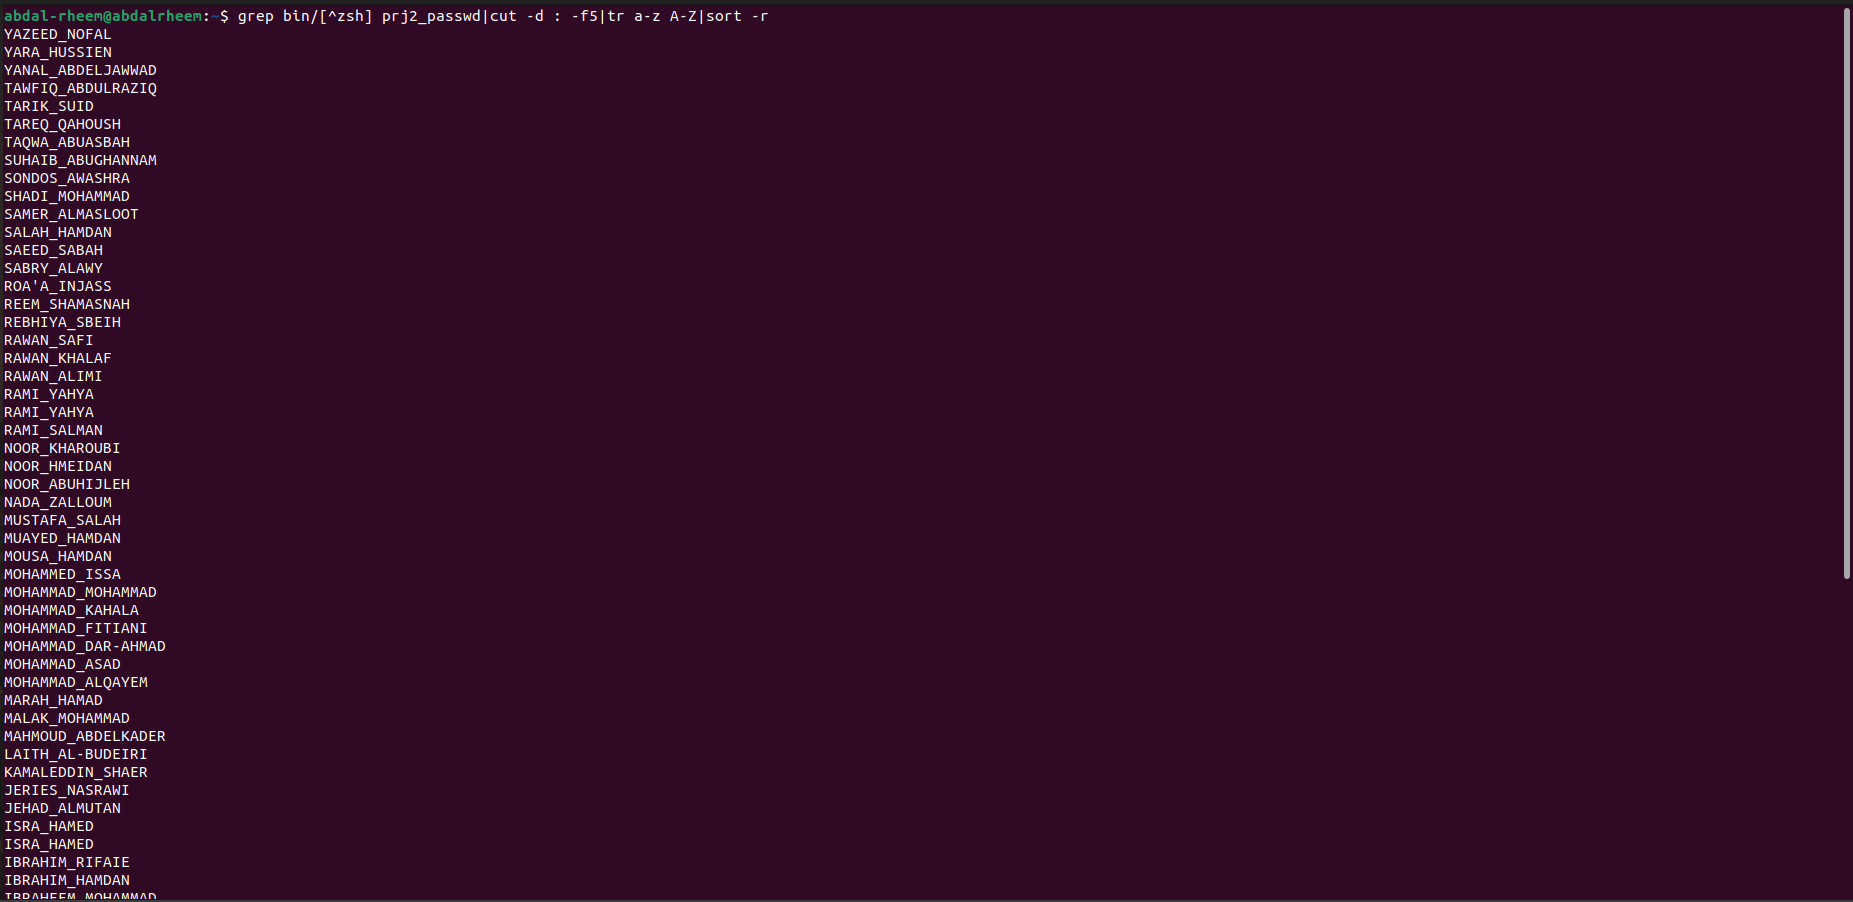 abdal-rheem@abdalrheem:~$ grep bin/[^zsh] prj2_passwd|cut -d : -f5|tr a-z A-Z|sort -r
YAZEED_NOFAL
YARA_HUSSIEN
YANAL_ABDELJAWWAD
TAWFIQ_ABDULRAZIQ
TARIK_SUID
TAREQ_QAHOUSH
TAQWA_ABUASBAH
SUHAIB_ABUGHANNAM
SONDOS_AWASHRA
SHADI_MOHAMMAD
SAMER_ALMASLOOT
SALAH_HAMDAN
SAEED_SABAH
SABRY_ALAWY
ROA'A_INJASS
REEM_SHAMASNAH
REBHIYA_SBEIH
RAWAN_SAFI
RAWAN_KHALAF
RAWAN_ALIMI
RAMI_YAHYA
RAMI_YAHYA
RAMI_SALMAN
NOOR_KHAROUBI
NOOR_HMEIDAN
NOOR_ABUHIJLEH
NADA_ZALLOUM
MUSTAFA_SALAH
MUAYED_HAMDAN
MOUSA_HAMDAN
MOHAMMED_ISSA
MOHAMMAD_MOHAMMAD
MOHAMMAD_KAHALA
MOHAMMAD_FITIANI
MOHAMMAD_DAR-AHMAD
MOHAMMAD_ASAD
MOHAMMAD_ALQAYEM
MARAH_HAMAD
MALAK_MOHAMMAD
MAHMOUD_ABDELKADER
LAITH_AL-BUDEIRI
KAMALEDDIN_SHAER
JERIES_NASRAWI
JEHAD_ALMUTAN
ISRA_HAMED
ISRA_HAMED
IBRAHIM_RIFAIE
IBRAHIM_HAMDAN
IBRAHEEM_MOHAMMAD